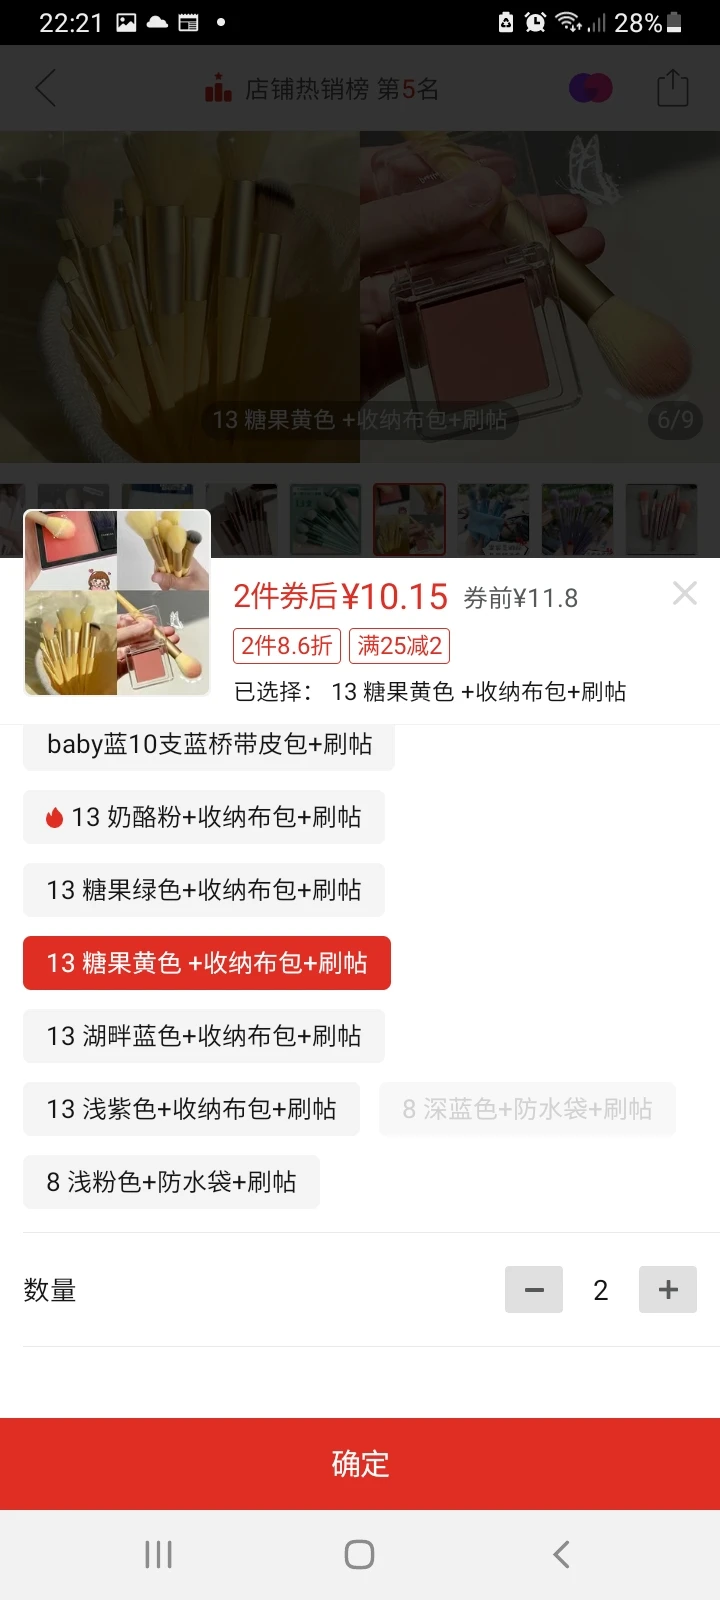 22:21
28%
店铺热销榜 第5名
13 糖果黄色 +收纳布包+刷帖
6/9
2件券后¥10.15 券前¥11.8
2件8.6折 满25减2
已选择： 13 糖果黄色 +收纳布包+刷帖
baby蓝10支蓝桥带皮包+刷帖
13 奶酪粉+收纳布包+刷帖
13 糖果绿色+收纳布包+刷帖
13 糖果黄色 +收纳布包+刷帖
13 湖畔蓝色+收纳布包+刷帖
13 浅紫色+收纳布包+刷帖
8 深蓝色+防水袋+刷帖
8 浅粉色+防水袋+刷帖
数量
2
确定